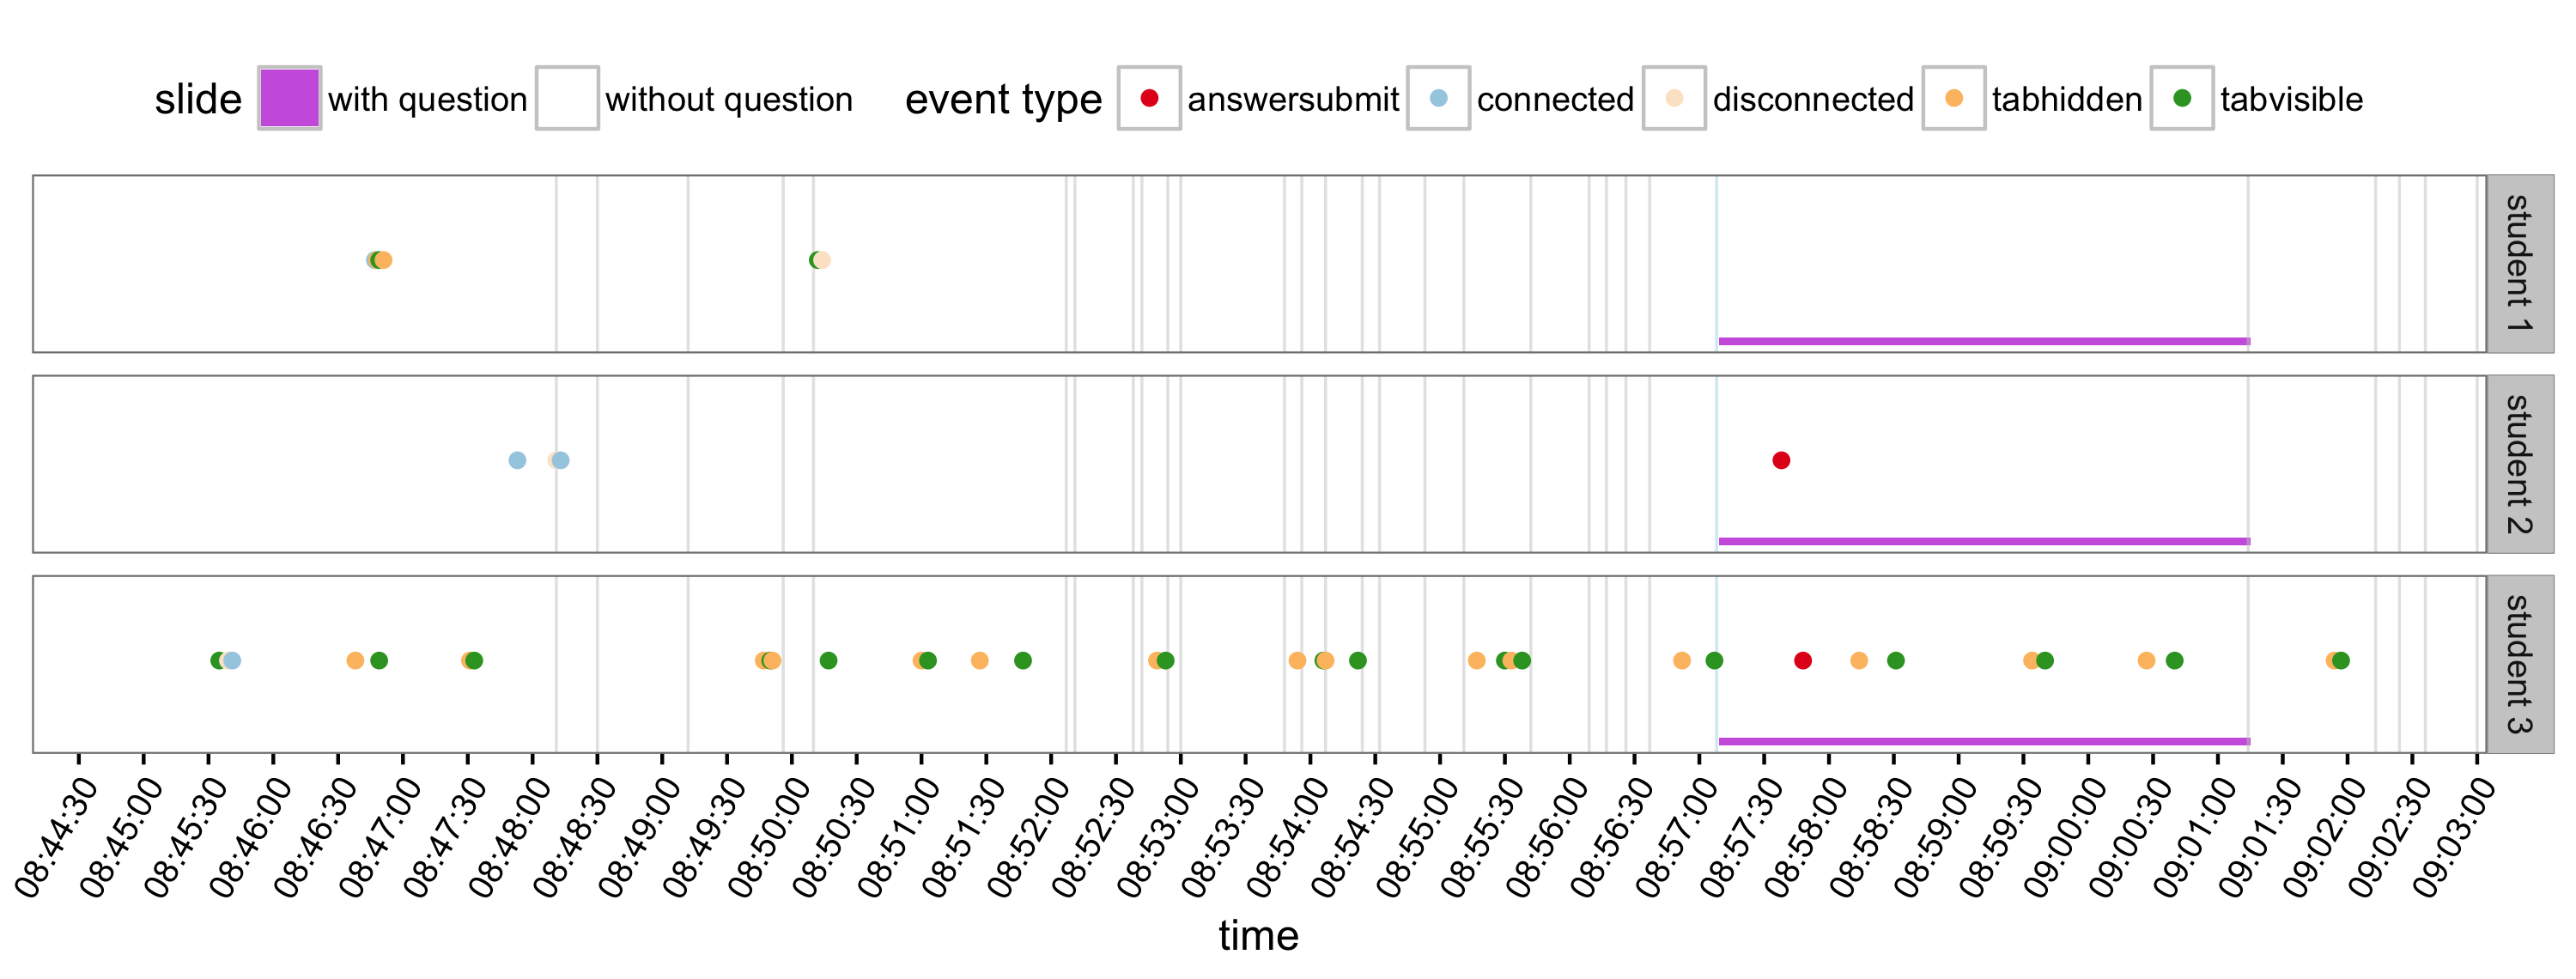 slide with question without question event type answersubmit connected disconnected tabhidden tabvisible
student 1
student 2
student 3
08:44:30 08:45:00 08:45:30 08:46:00 08:46:30 08:47:00 08:47:30 08:48:00 08:48:30 08:49:00 08:49:30 08:50:00 08:50:30 08:51:00 08:51:30 08:52:00 08:52:30 08:53:00 08:53:30 08:54:00 08:54:30 08:55:00 08:55:30 08:56:00 08:56:30 08:57:00 08:57:30 08:58:00 08:58:30 08:59:00 08:59:30 09:00:00 09:00:30 09:01:00 09:01:30 09:02:00 09:02:30 09:03:00
time